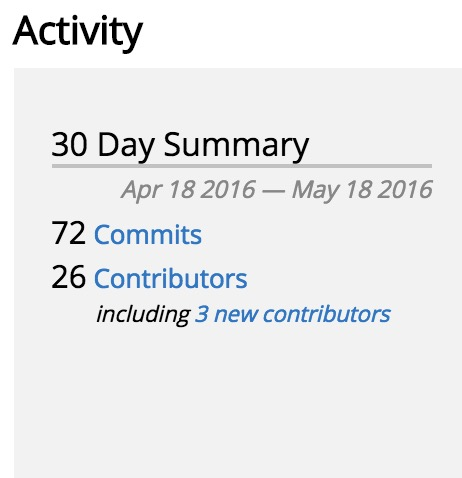 Activity
30 Day Summary
Apr 18 2016 — May 18 2016
72 Commits
26 Contributors
including 3 new contributors